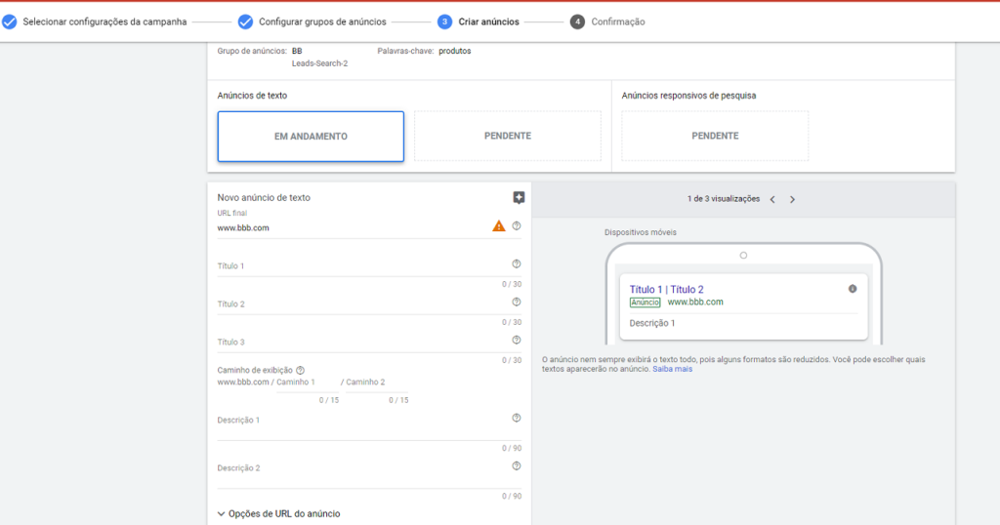 Selecionar configurações da campanha
Configurar grupos de anúncios
3 Criar anúncios
4 Confirmação
Grupo de anúncios: BB
Leads-Search-2
Palavras-chave: produtos
Anúncios de texto
EM ANDAMENTO
PENDENTE
Anúncios responsivos de pesquisa
PENDENTE
Novo anúncio de texto
URL final
www.bbb.com
Título 1
0 / 30
Título 2
0 / 30
Título 3
0 / 30
Caminho de exibição
www.bbb.com / Caminho 1 / Caminho 2
0 / 15 0 / 15
Descrição 1
0 / 90
Descrição 2
0 / 90
Opções de URL do anúncio
1 de 3 visualizações
Dispositivos móveis
Título 1 | Título 2
Anúncio www.bbb.com
Descrição 1
O anúncio nem sempre exibirá o texto todo, pois alguns formatos são reduzidos. Você pode escolher quais
textos aparecerão no anúncio. Saiba mais